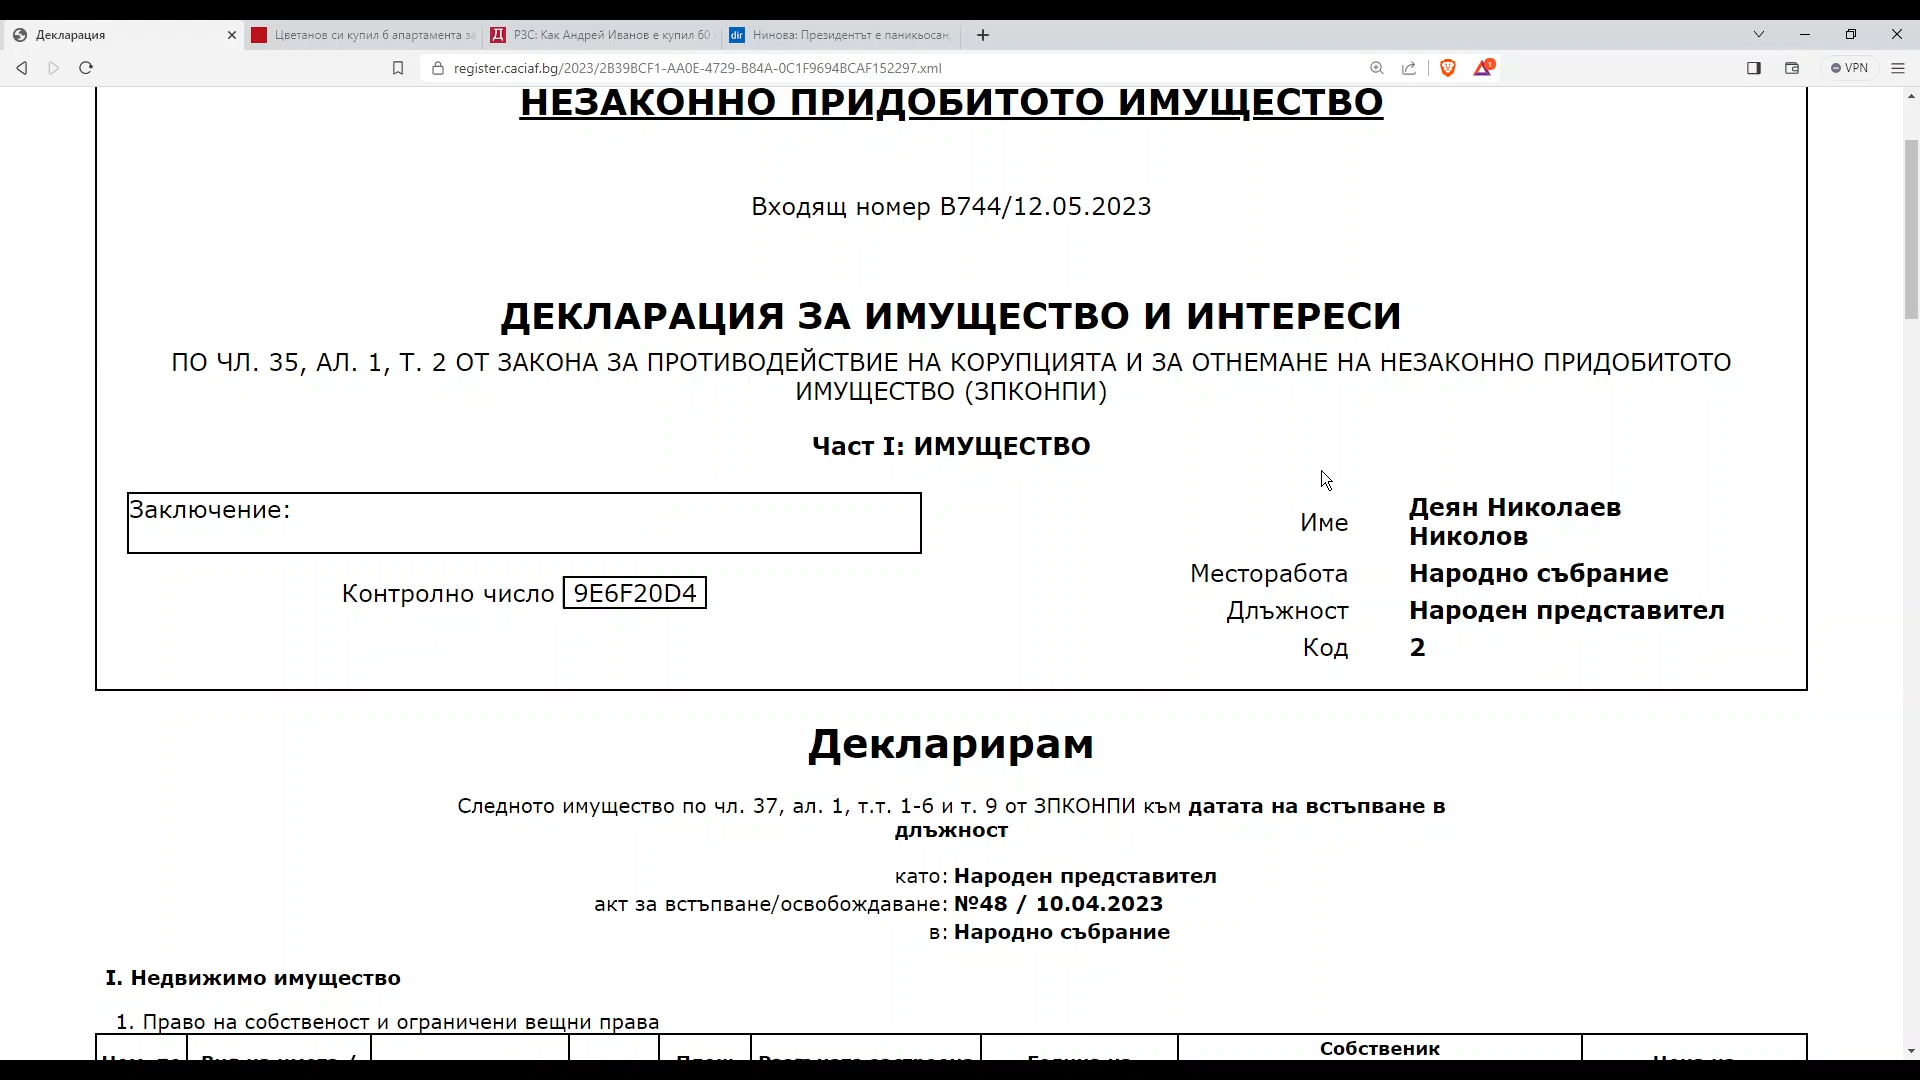 Декларация
Цветанов си купил 6 апартамента за
РЗС: Как Андрей Иванов е купил 60
Нинова: Президентът е паникьосан,
register.caciaf.bg/2023/2B39BCF1-AA0E-4729-B84A-0C1F9694BCAF152297.xml
1
VPN
НЕЗАКОННО ПРИДОБИТОТО ИМУЩЕСТВО
Входящ номер В744/12.05.2023
ДЕКЛАРАЦИЯ ЗА ИМУЩЕСТВО И ИНТЕРЕСИ
ПО ЧЛ. 35, АЛ. 1, Т. 2 ОТ ЗАКОНА ЗА ПРОТИВОДЕЙСТВИЕ НА КОРУПЦИЯТА И ЗА ОТНЕМАНЕ НА НЕЗАКОННО ПРИДОБИТОТО
ИМУЩЕСТВО (ЗПКОНПИ)
Част I: ИМУЩЕСТВО
Заключение:
Контролно число 9E6F20D4
Име Деян Николаев
Николов
Месторабота Народно събрание
Длъжност Народен представител
Код 2
Декларирам
Следното имущество по чл. 37, ал. 1, т.т. 1-6 и т. 9 от ЗПКОНПИ към датата на встъпване в
длъжност
като: Народен представител
акт за встъпване/освобождаване: №48 / 10.04.2023
в: Народно събрание
I. Недвижимо имущество
1. Право на собственост и ограничени вещни права
Собственик